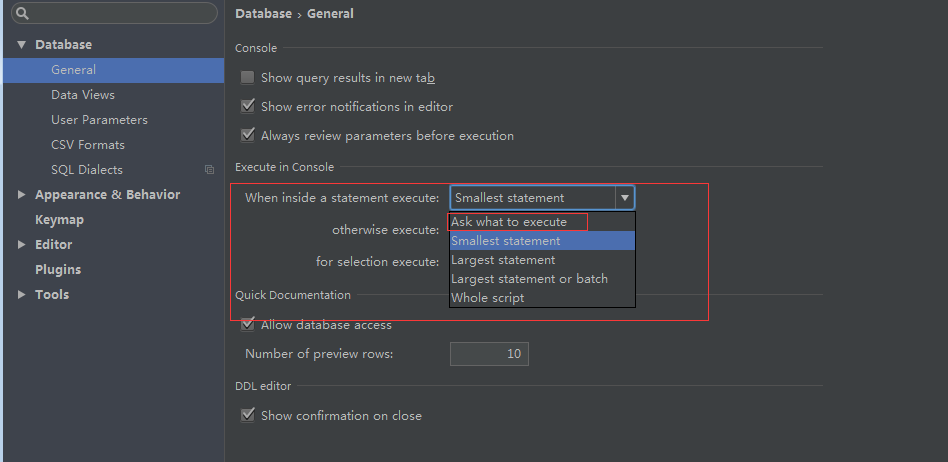 Database › General
Database
General
Data Views
User Parameters
CSV Formats
SQL Dialects
Appearance & Behavior
Keymap
Editor
Plugins
Tools
Console
Show query results in new tab
Show error notifications in editor
Always review parameters before execution
Execute in Console
When inside a statement execute: Smallest statement
otherwise execute:
for selection execute:
Ask what to execute
Smallest statement
Largest statement
Largest statement or batch
Whole script
Quick Documentation
Allow database access
Number of preview rows: 10
DDL editor
Show confirmation on close